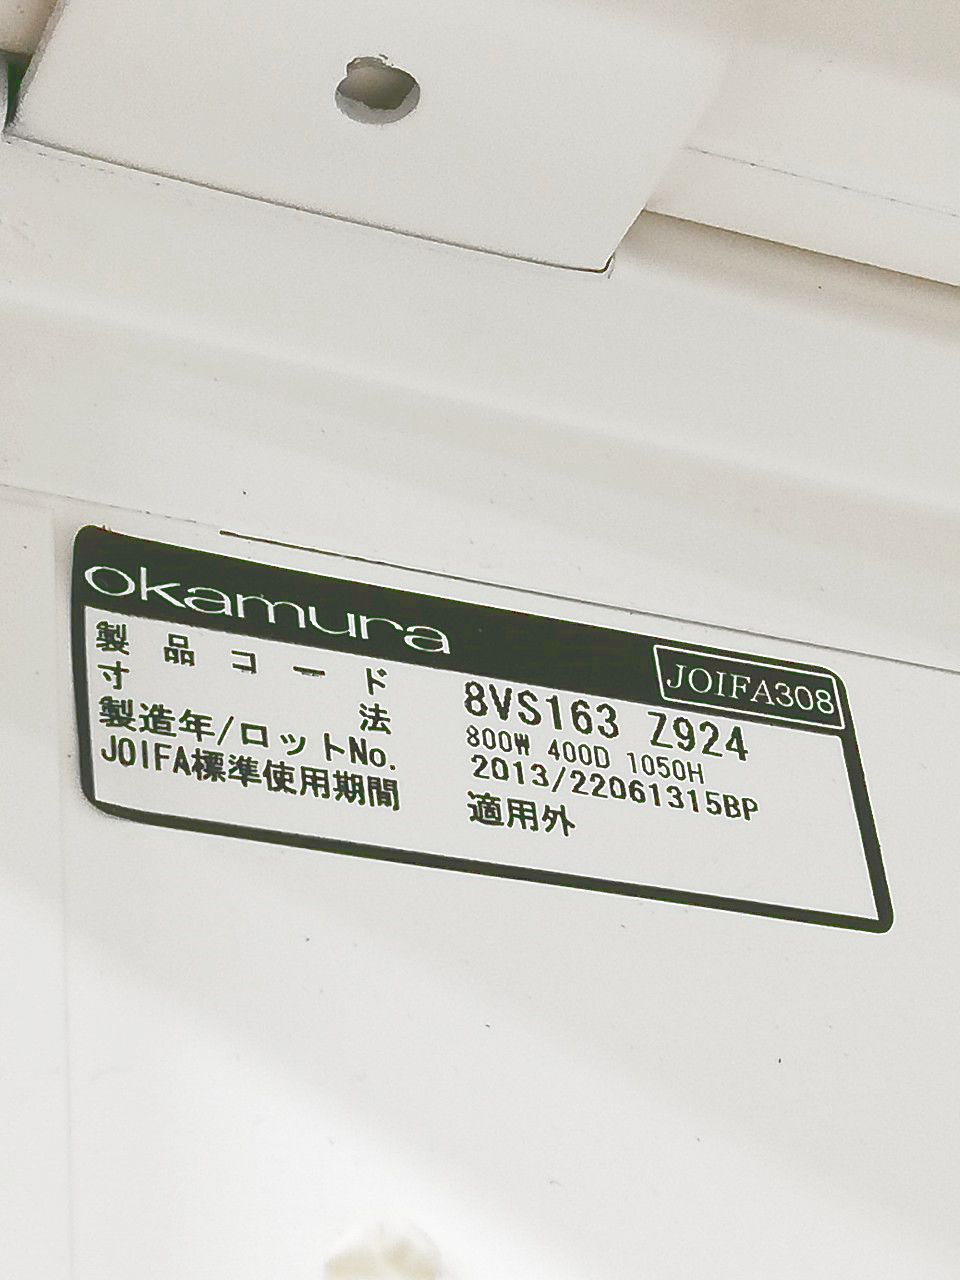 okamura
JOIFA308
製品コード 8VS163 Z924
寸法 800W 400D 1050H
製造年/ロットNo. 2013/22061315BP
JOIFA標準使用期間 適用外